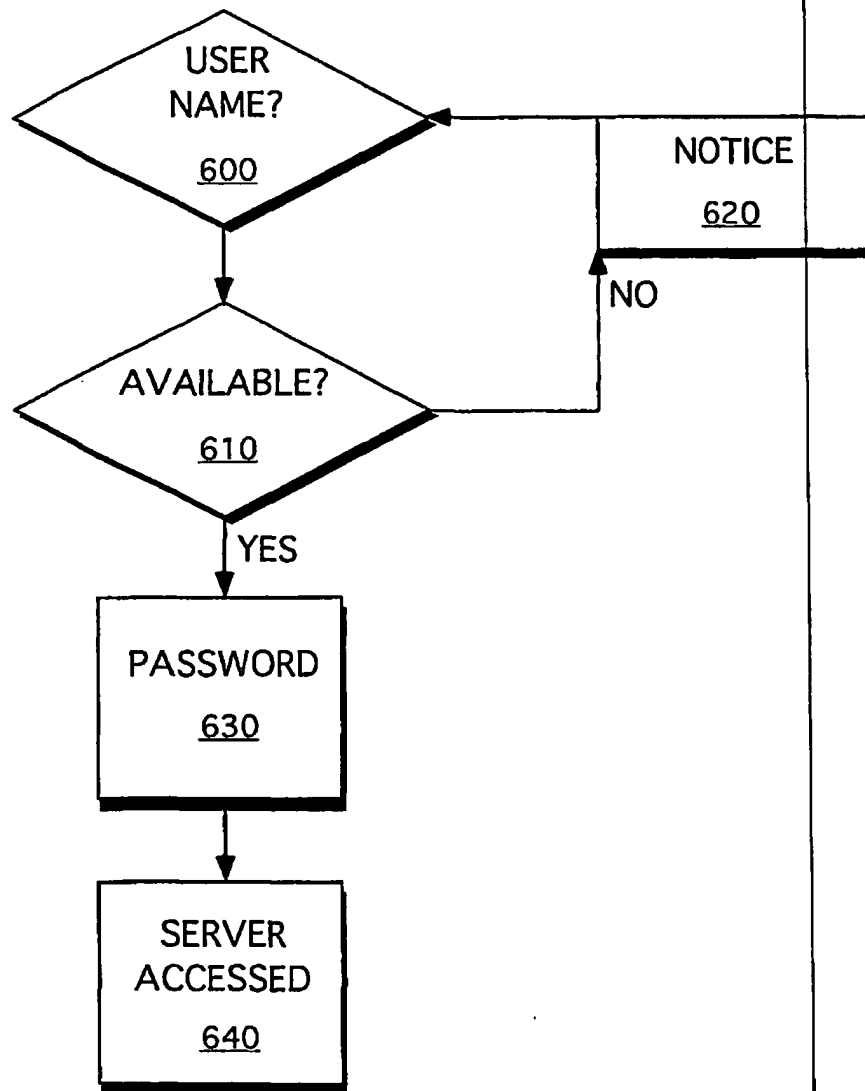 USER
NAME?
600
NOTICE
620
NO
AVAILABLE?
610
YES
PASSWORD
630
SERVER
ACCESSED
640